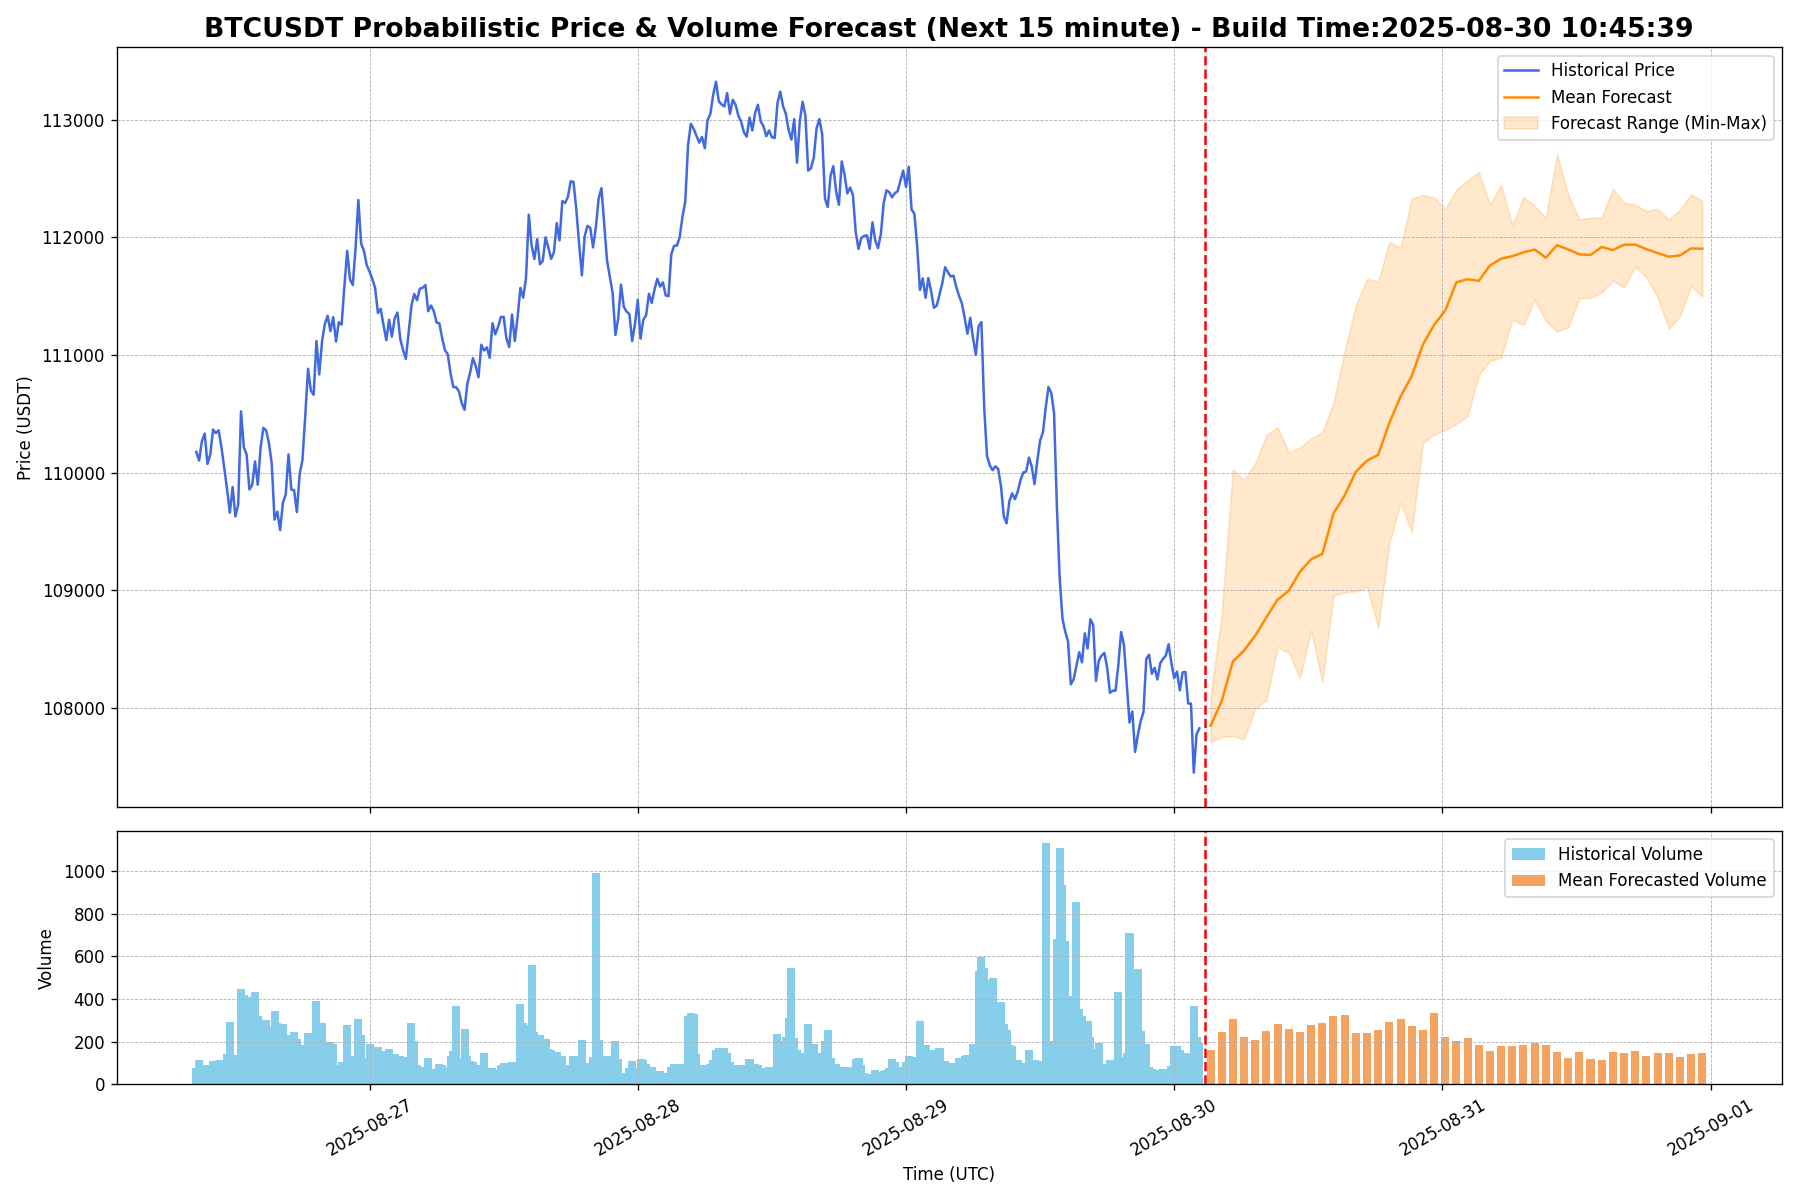 BTCUSDT Probabilistic Price & Volume Forecast (Next 15 minute) - Build Time:2025-08-30 10:45:39
Historical Price
Mean Forecast
Forecast Range (Min-Max)
Price (USDT)
113000
112000
111000
110000
109000
108000
Historical Volume
Mean Forecasted Volume
Volume
1000
800
600
400
200
0
2025-08-27
2025-08-28
2025-08-29
2025-08-30
2025-08-31
2025-09-01
Time (UTC)